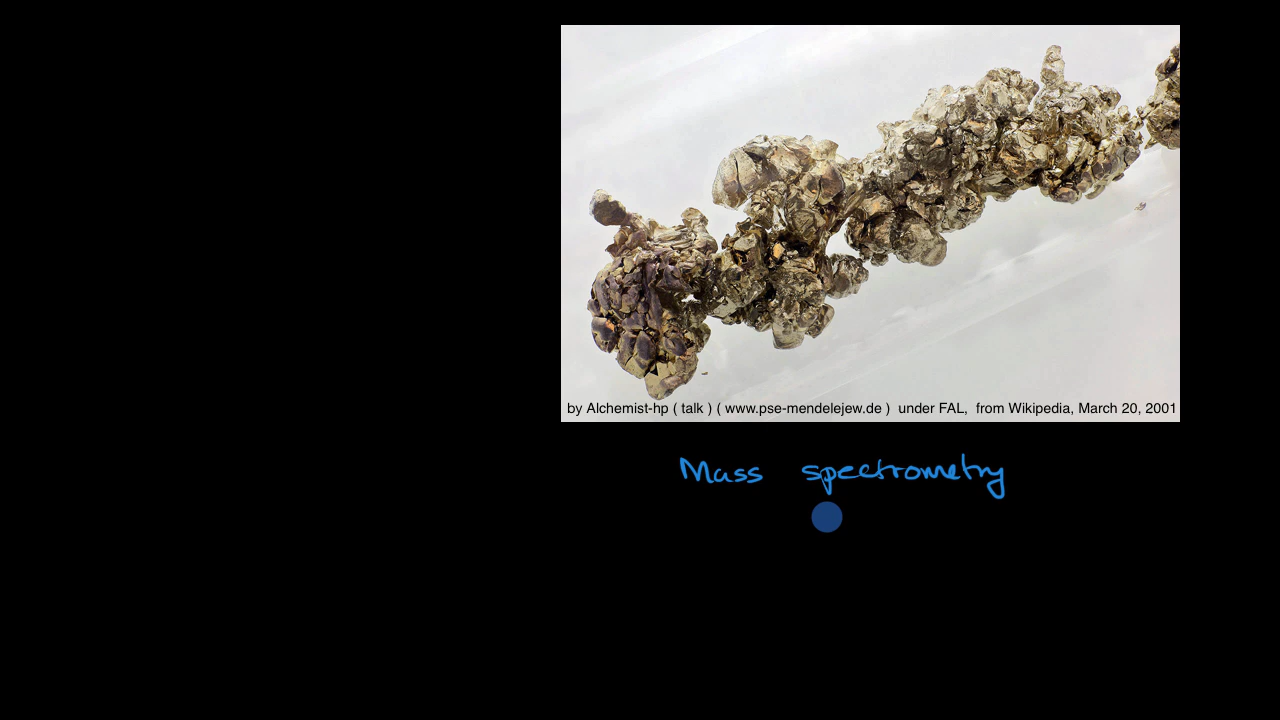 by Alchemist-hp ( talk ) ( www.pse-mendelejew.de )  under FAL,  from Wikipedia, March 20, 2001
Mass spectrometry